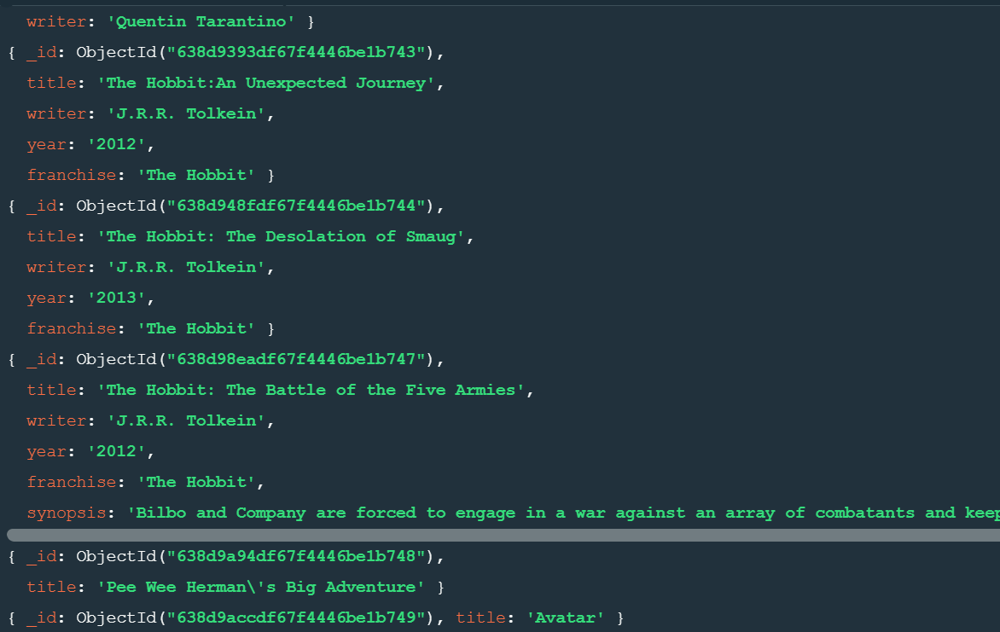 writer: 'Quentin Tarantino' }
{ _id: ObjectId("638d9393df67f4446be1b743"),
title: 'The Hobbit:An Unexpected Journey',
writer: 'J.R.R. Tolkein',
year: '2012',
franchise: 'The Hobbit' }
{ _id: ObjectId("638d948fdf67f4446be1b744"),
title: 'The Hobbit: The Desolation of Smaug',
writer: 'J.R.R. Tolkein',
year: '2013',
franchise: 'The Hobbit' }
{ _id: ObjectId("638d98eadf67f4446be1b747"),
title: 'The Hobbit: The Battle of the Five Armies',
writer: 'J.R.R. Tolkein',
year: '2012',
franchise: 'The Hobbit',
synopsis: 'Bilbo and Company are forced to engage in a war against an array of combatants and keep
{ _id: ObjectId("638d9a94df67f4446be1b748"),
title: 'Pee Wee Herman\'s Big Adventure' }
{ _id: ObjectId("638d9accdf67f4446be1b749"), title: 'Avatar' }